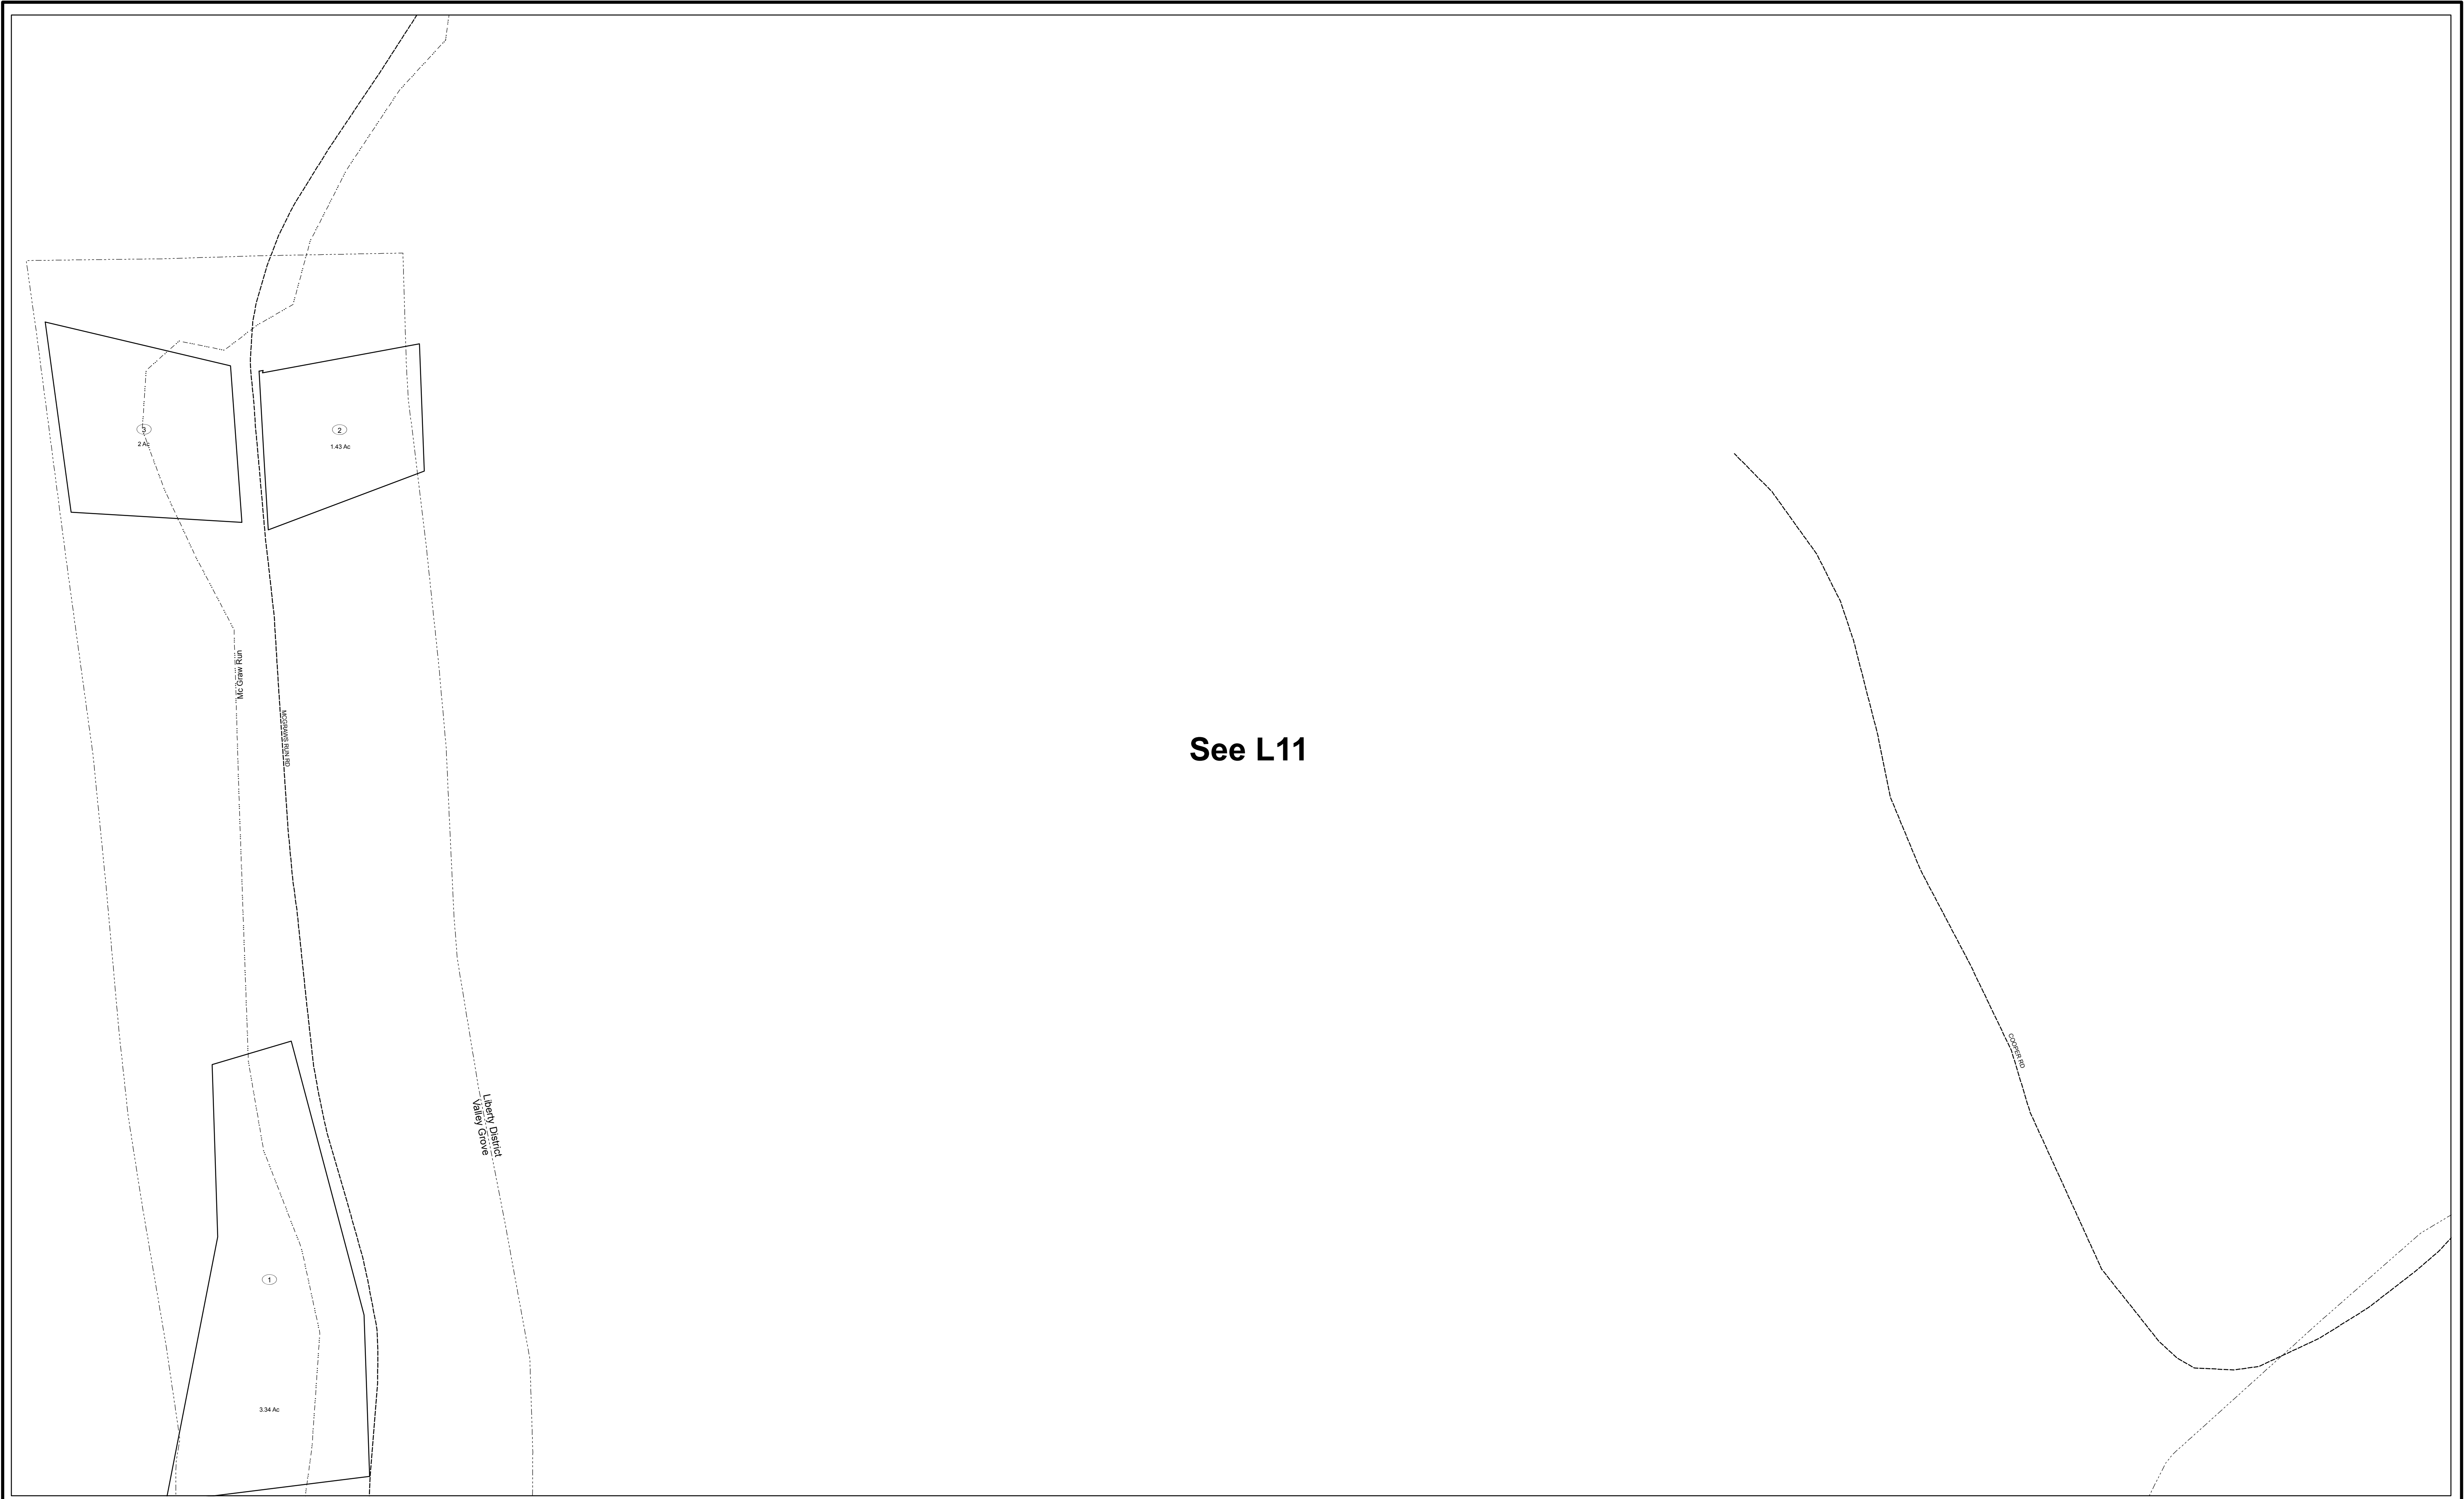 3
2 Ac
2
1.43 Ac
Mc Graw Run
MCGRAWS RUN RD
See L11
COOPER RD
Liberty District
Valley Grove
1
3.34 Ac